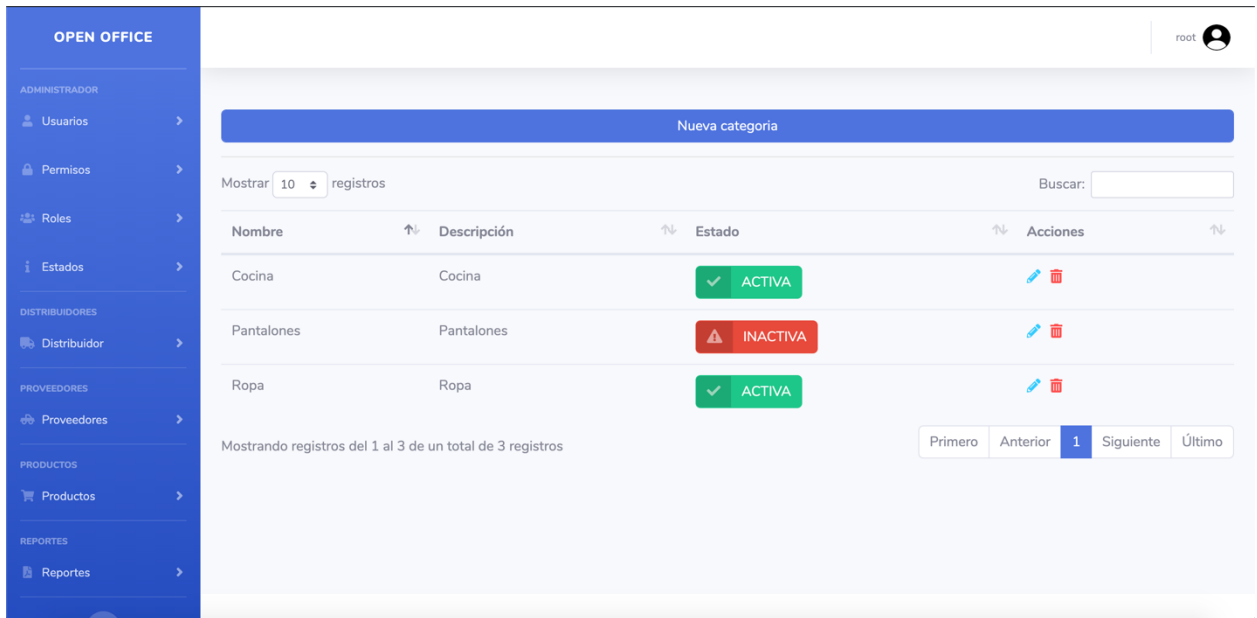 OPEN OFFICE
root
ADMINISTRADOR
Usuarios
Permisos
Roles
Estados
DISTRIBUIDORES
Distribuidor
PROVEEDORES
Proveedores
PRODUCTOS
Productos
REPORTES
Reportes
Nueva categoria
Mostrar 10 registros
Buscar:
Nombre Descripción Estado Acciones
Cocina Cocina ACTIVA
Pantalones Pantalones INACTIVA
Ropa Ropa ACTIVA
Mostrando registros del 1 al 3 de un total de 3 registros
Primero Anterior 1 Siguiente Último